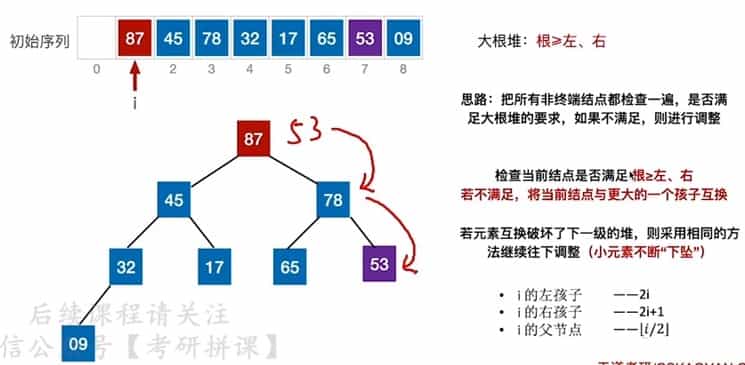 初始序列
87 45 78 32 17 65 53 09
0 2 3 4 5 6 7 8
i
大根堆：根≥左、右
思路：把所有非终端结点都检查一遍，是否满
足大根堆的要求，如果不满足，则进行调整
87 53
检查当前结点是否满足根≥左、右
若不满足，将当前结点与更大的一个孩子互换
45 78
若元素互换破坏了下一级的堆，则采用相同的方
法继续往下调整（小元素不断“下坠”）
32 17 65 53
i 的左孩子 ——2i
i 的右孩子 ——2i+1
i 的父节点 ——⌊i/2⌋
后续课程请关注
09
信公众号【考研拼课】